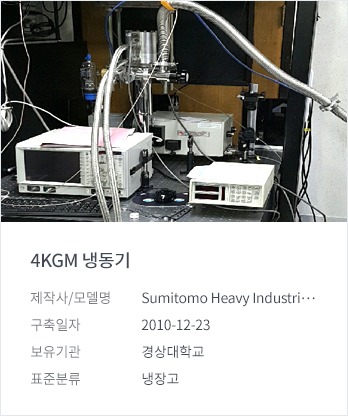 4KGM 냉동기
제작사/모델명 Sumitomo Heavy Industri···
구축일자 2010-12-23
보유기관 경상대학교
표준분류 냉장고